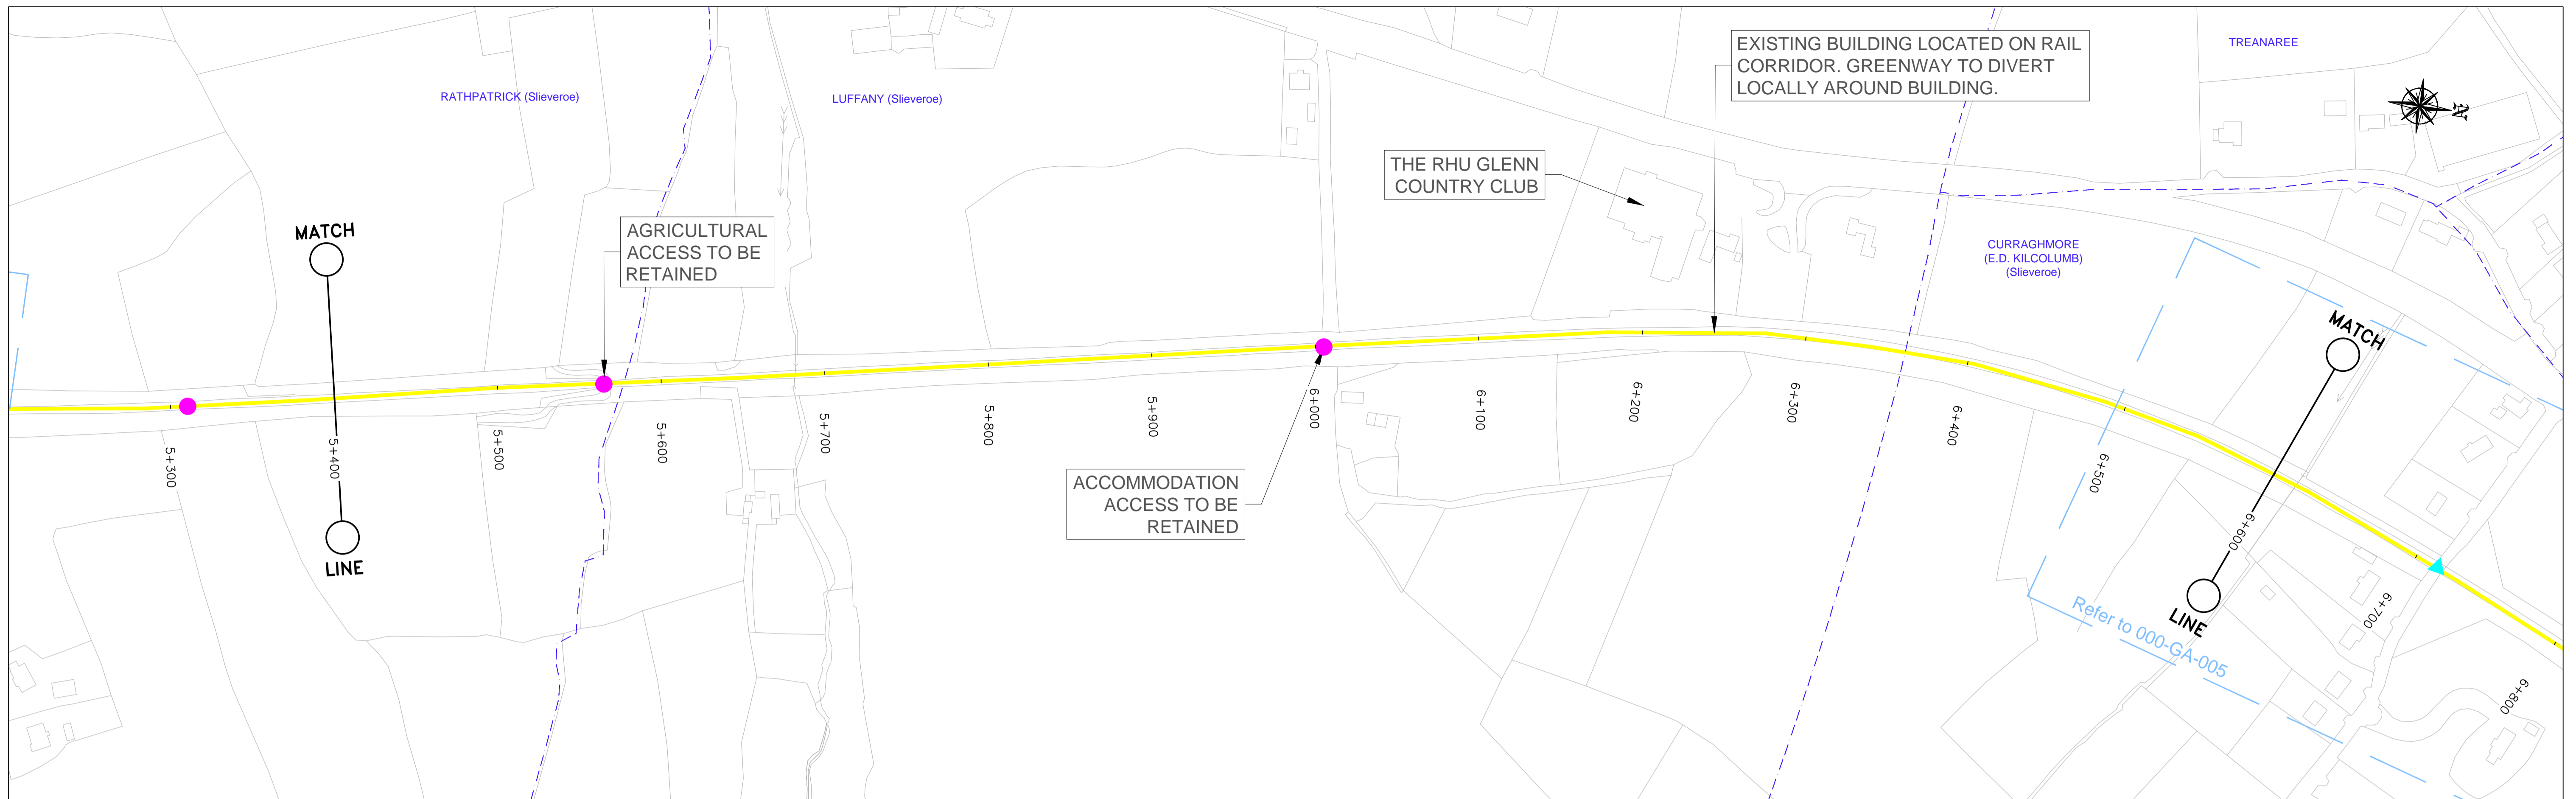 EXISTING BUILDING LOCATED ON RAIL
CORRIDOR. GREENWAY TO DIVERT
LOCALLY AROUND BUILDING.
TREANAREE
RATHPATRICK (Slieveroe)
LUFFANY (Slieveroe)
N
THE RHU GLENN
COUNTRY CLUB
MATCH
AGRICULTURAL
ACCESS TO BE
RETAINED
CURRAGHMORE
(E.D. KILCOLUMB)
(Slieveroe)
MATCH
5+300
5+400
5+500
5+600
5+700
5+800
5+900
6+000
6+100
6+200
6+300
6+400
6+500
6+600
6+700
6+800
ACCOMMODATION
ACCESS TO BE
RETAINED
LINE
LINE
Refer to 000-GA-005